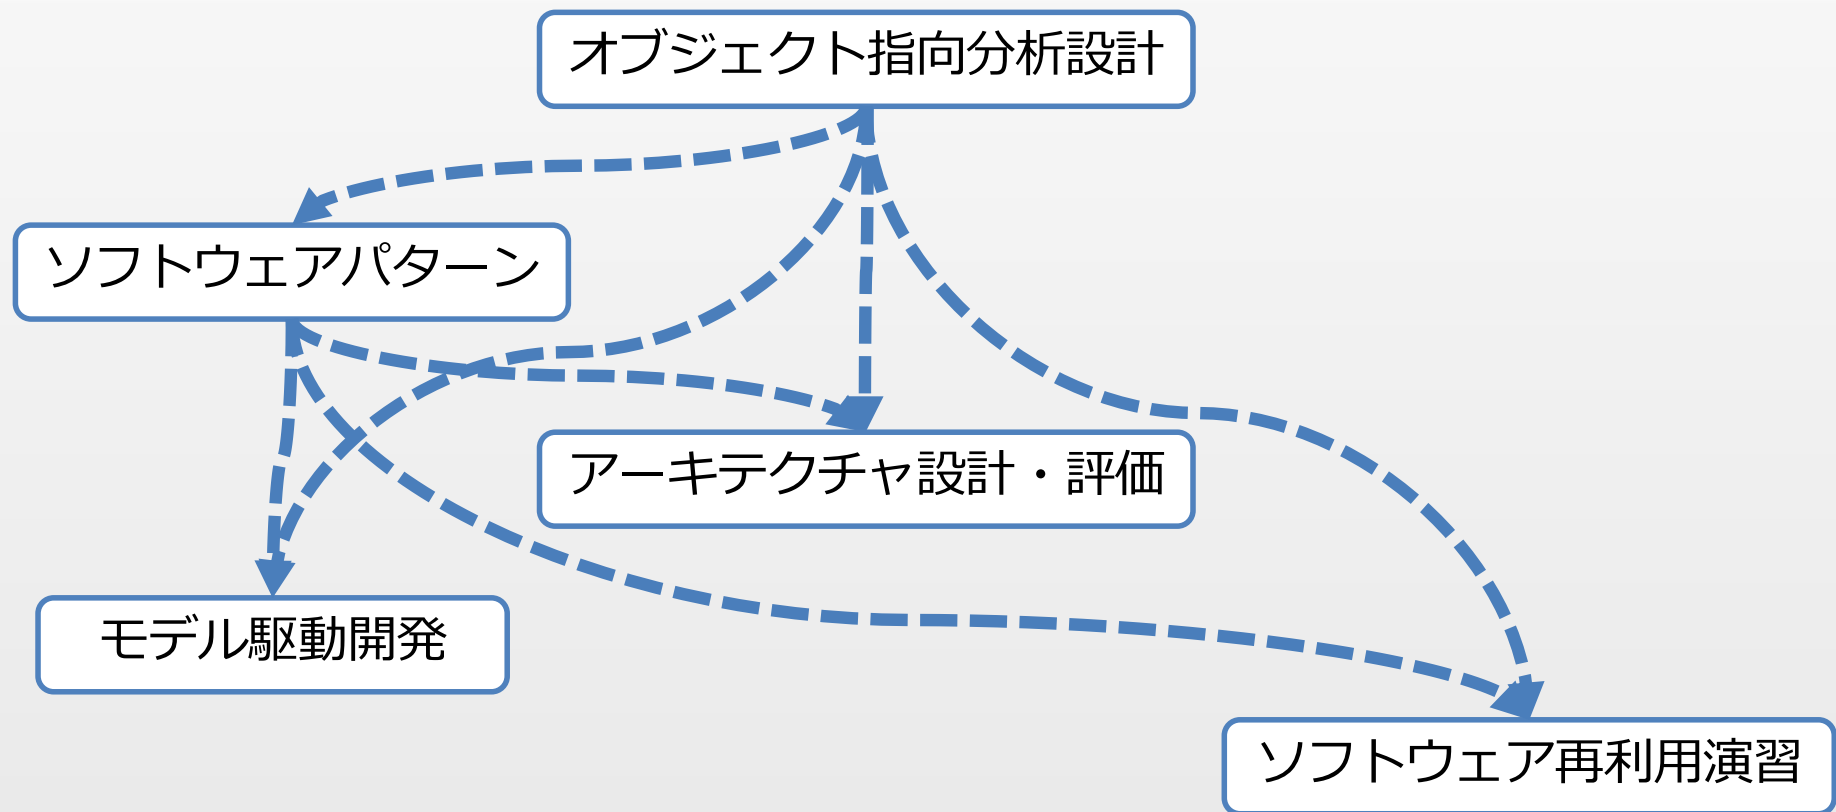 オブジェクト指向分析設計
ソフトウェアパターン
アーキテクチャ設計・評価
モデル駆動開発
ソフトウェア再利用演習